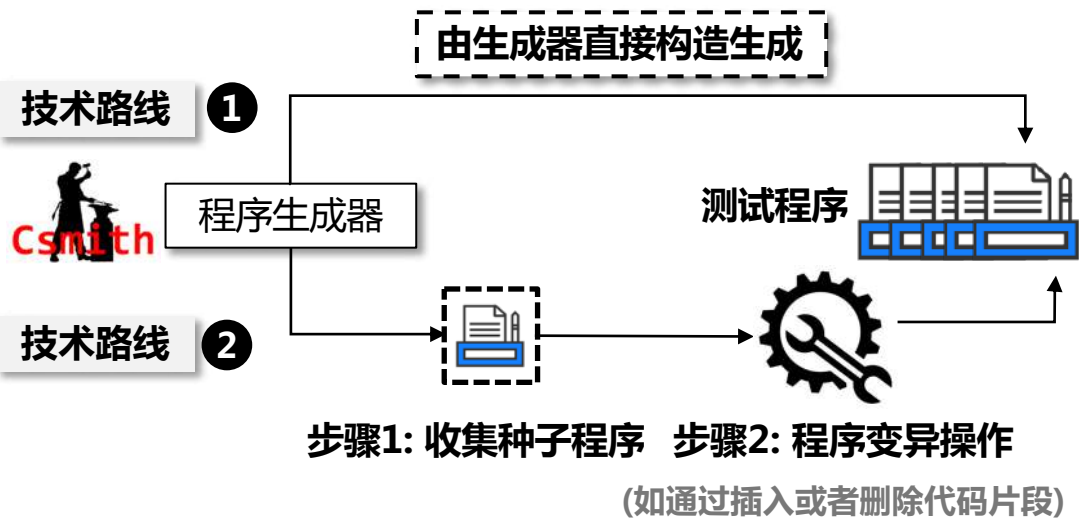 由生成器直接构造生成
技术路线 1
Csmith
程序生成器
测试程序
技术路线 2
步骤1: 收集种子程序 步骤2: 程序变异操作
(如通过插入或者删除代码片段)